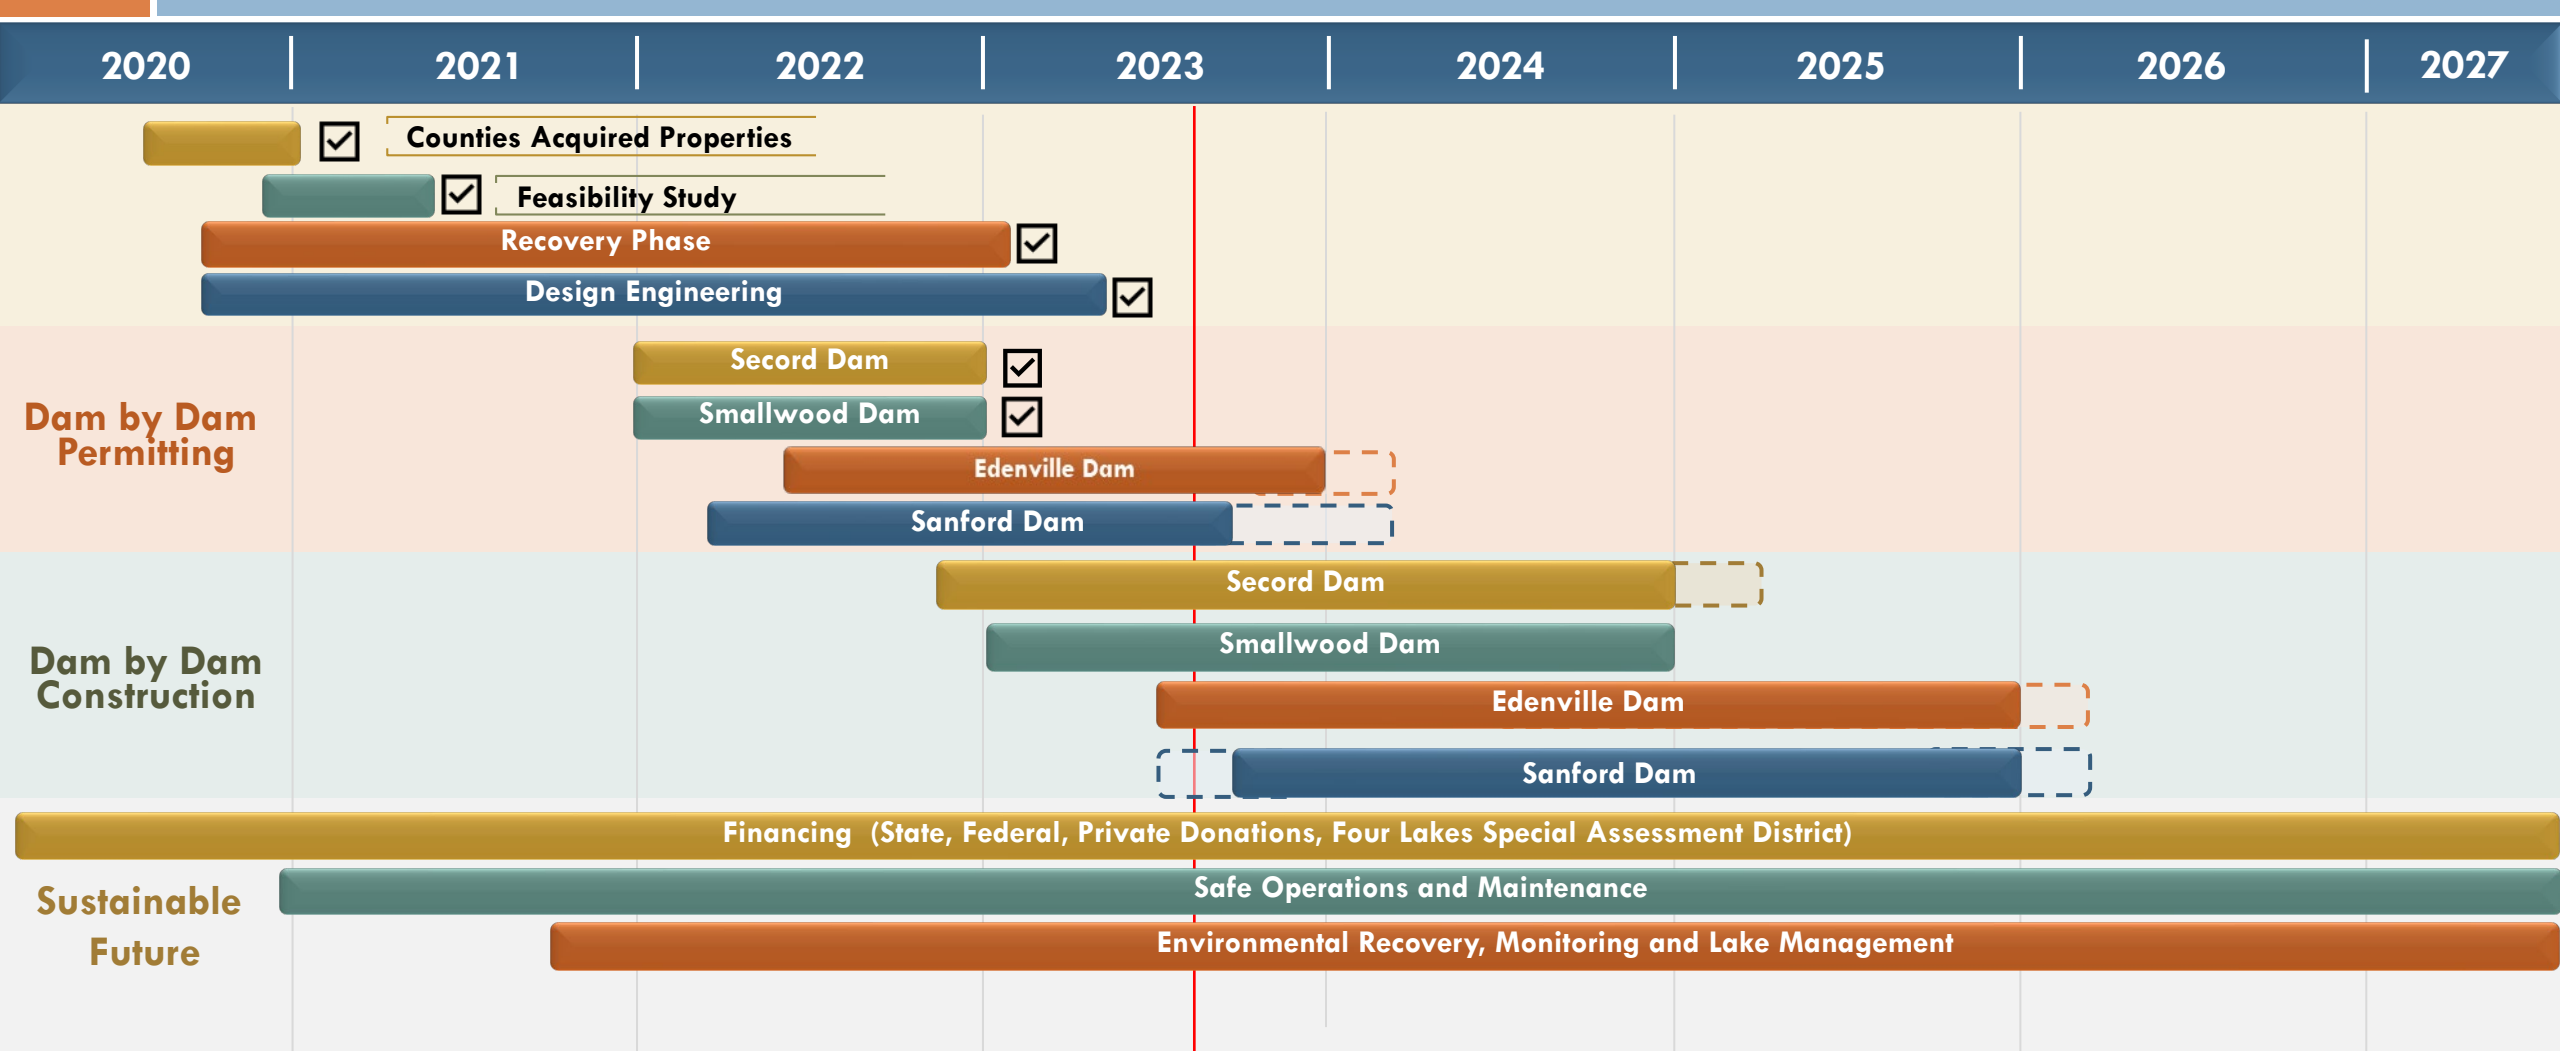 2020 2021 2022 2023 2024 2025 2026 2027
Counties Acquired Properties
Feasibility Study
Recovery Phase
Design Engineering
Dam by Dam
Permitting
Secord Dam
Smallwood Dam
Edenville Dam
Sanford Dam
Dam by Dam
Construction
Secord Dam
Smallwood Dam
Edenville Dam
Sanford Dam
Sustainable
Future
Financing (State, Federal, Private Donations, Four Lakes Special Assessment District)
Safe Operations and Maintenance
Environmental Recovery, Monitoring and Lake Management